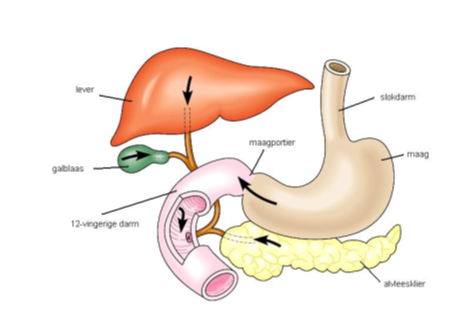 lever
slokdarm
maagportier
maag
galblaas
12-vingerige darm
alvleesklier